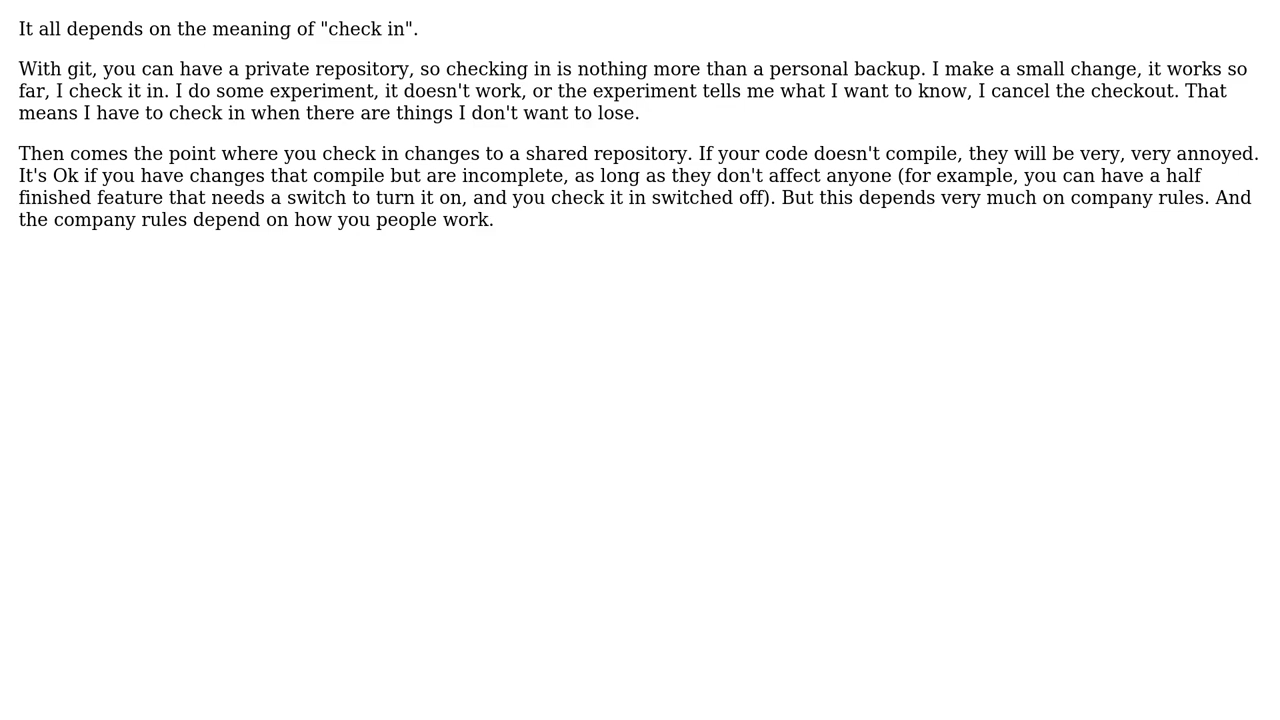 It all depends on the meaning of "check in".
With git, you can have a private repository, so checking in is nothing more than a personal backup. I make a small change, it works so
far, I check it in. I do some experiment, it doesn't work, or the experiment tells me what I want to know, I cancel the checkout. That
means I have to check in when there are things I don't want to lose.
Then comes the point where you check in changes to a shared repository. If your code doesn't compile, they will be very, very annoyed.
It's Ok if you have changes that compile but are incomplete, as long as they don't affect anyone (for example, you can have a half
finished feature that needs a switch to turn it on, and you check it in switched off). But this depends very much on company rules. And
the company rules depend on how you people work.